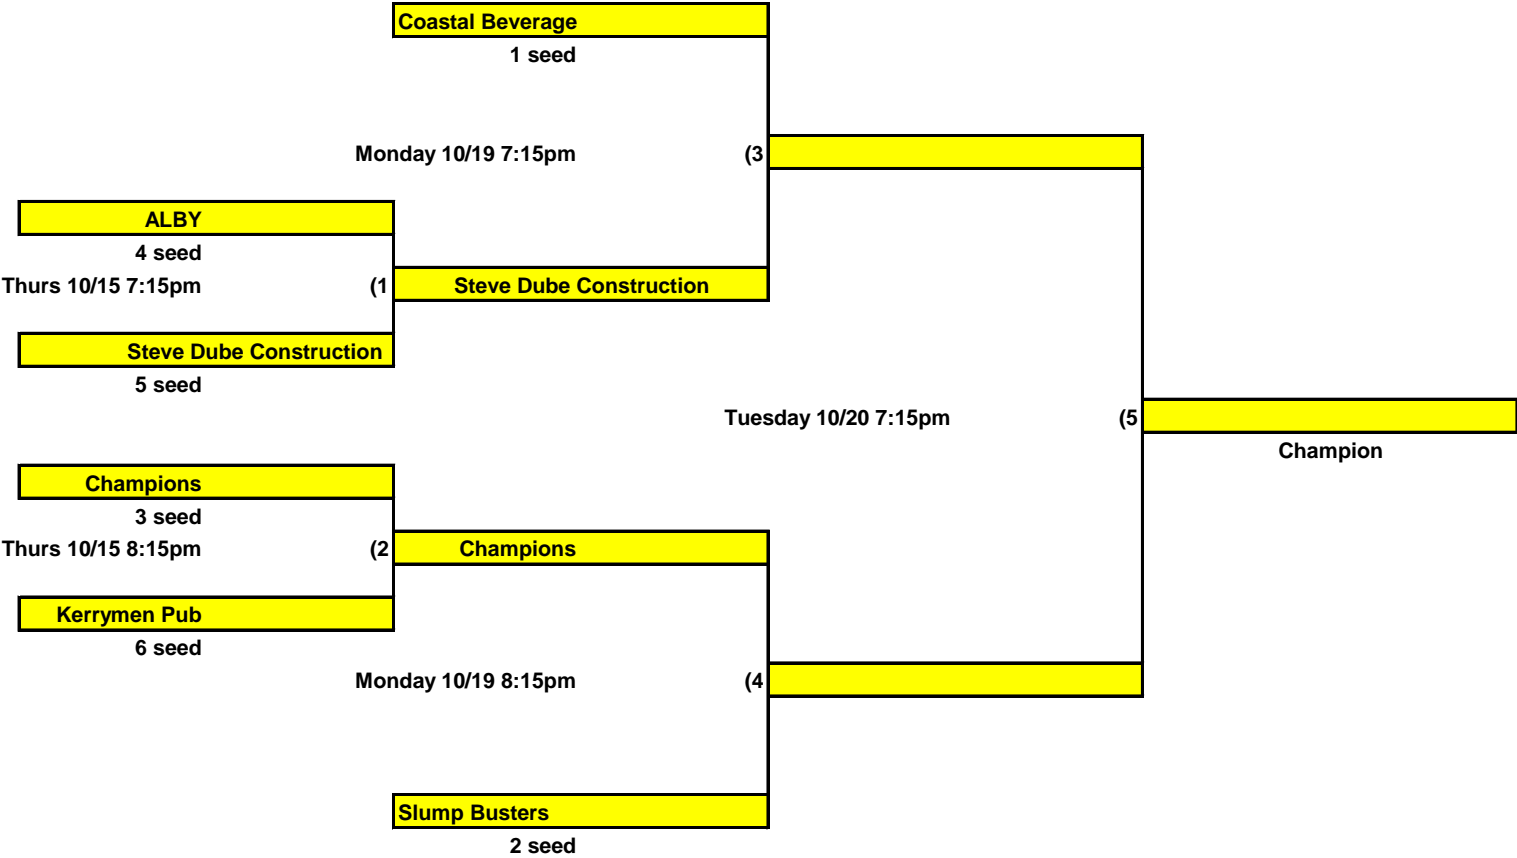 Coastal Beverage
1 seed
Monday 10/19 7:15pm (3
ALBY
4 seed
Thurs 10/15 7:15pm (1 Steve Dube Construction
Steve Dube Construction
5 seed
Tuesday 10/20 7:15pm (5
Champion
Champions
3 seed
Thurs 10/15 8:15pm (2 Champions
Kerrymen Pub
6 seed
Monday 10/19 8:15pm (4
Slump Busters
2 seed